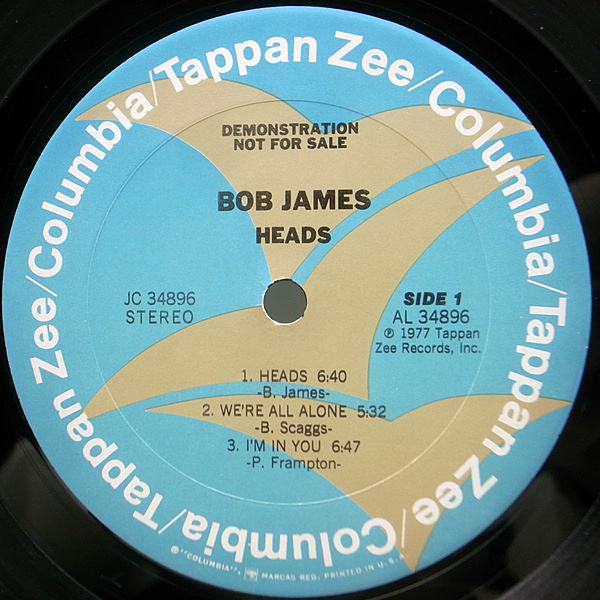 Tappan Zee/Columbia/Tappan Zee/Columbia/Tappan Zee/Columbia/
DEMONSTRATION
NOT FOR SALE
BOB JAMES
HEADS
JC 34896
STEREO
SIDE 1
AL 34896
℗ 1977 Tappan
Zee Records, Inc.
1. HEADS 6:40
-B. James-
2. WE'RE ALL ALONE 5:32
-B. Scaggs-
3. I'M IN YOU 6:47
-P. Frampton-
® "COLUMBIA", MARCAS REG. PRINTED IN U.S.A.